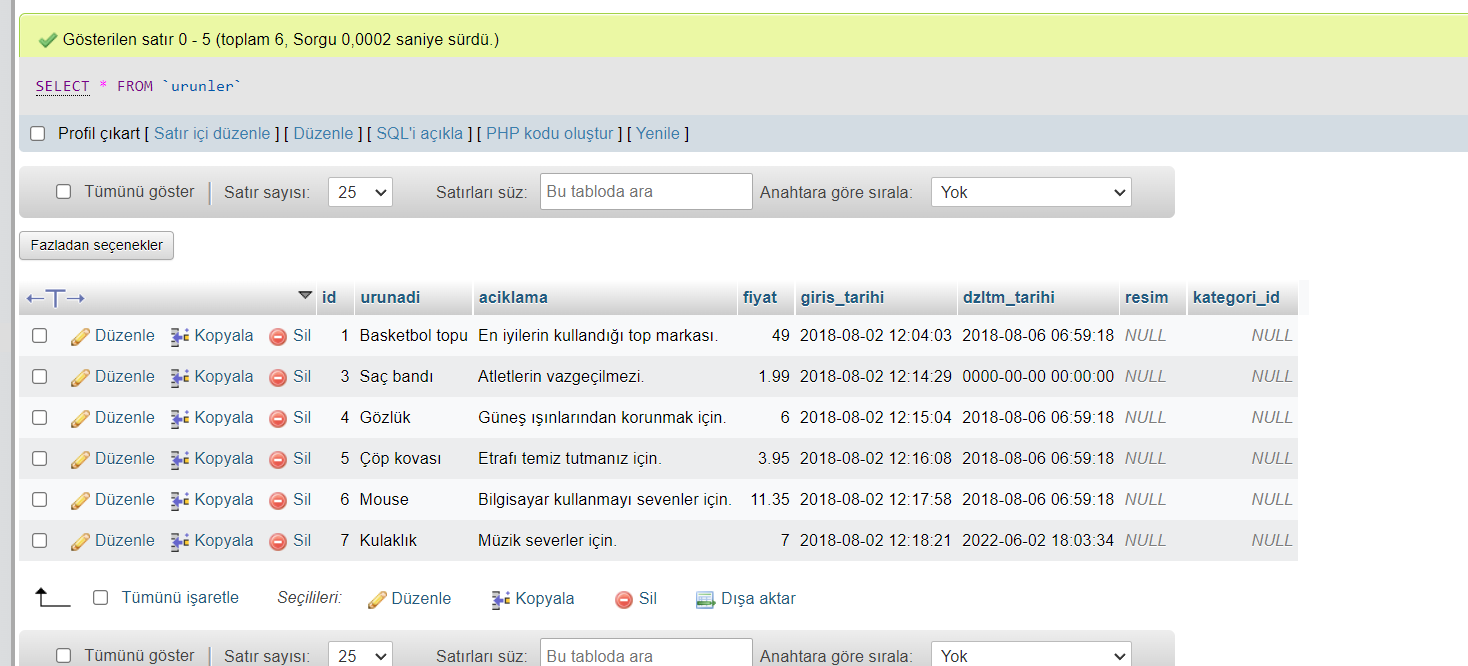 Gösterilen satır 0 - 5 (toplam 6, Sorgu 0,0002 saniye sürdü.)
SELECT * FROM `urunler`
Profil çıkart [ Satır içi düzenle ] [ Düzenle ] [ SQL'i açıkla ] [ PHP kodu oluştur ] [ Yenile ]
Tümünü göster Satır sayısı: 25 Satırları süz: Bu tabloda ara Anahtara göre sırala: Yok
Fazladan seçenekler
←T→ id urunadi aciklama fiyat giris_tarihi dzltm_tarihi resim kategori_id
Düzenle Kopyala Sil 1 Basketbol topu En iyilerin kullandığı top markası. 49 2018-08-02 12:04:03 2018-08-06 06:59:18 NULL NULL
Düzenle Kopyala Sil 3 Saç bandı Atletlerin vazgeçilmezi. 1.99 2018-08-02 12:14:29 0000-00-00 00:00:00 NULL NULL
Düzenle Kopyala Sil 4 Gözlük Güneş ışınlarından korunmak için. 6 2018-08-02 12:15:04 2018-08-06 06:59:18 NULL NULL
Düzenle Kopyala Sil 5 Çöp kovası Etrafı temiz tutmanız için. 3.95 2018-08-02 12:16:08 2018-08-06 06:59:18 NULL NULL
Düzenle Kopyala Sil 6 Mouse Bilgisayar kullanmayı sevenler için. 11.35 2018-08-02 12:17:58 2018-08-06 06:59:18 NULL NULL
Düzenle Kopyala Sil 7 Kulaklık Müzik severler için. 7 2018-08-02 12:18:21 2022-06-02 18:03:34 NULL NULL
Tümünü işaretle Seçilileri: Düzenle Kopyala Sil Dışa aktar
Tümünü göster Satır sayısı: 25 Satırları süz: Bu tabloda ara Anahtara göre sırala: Yok